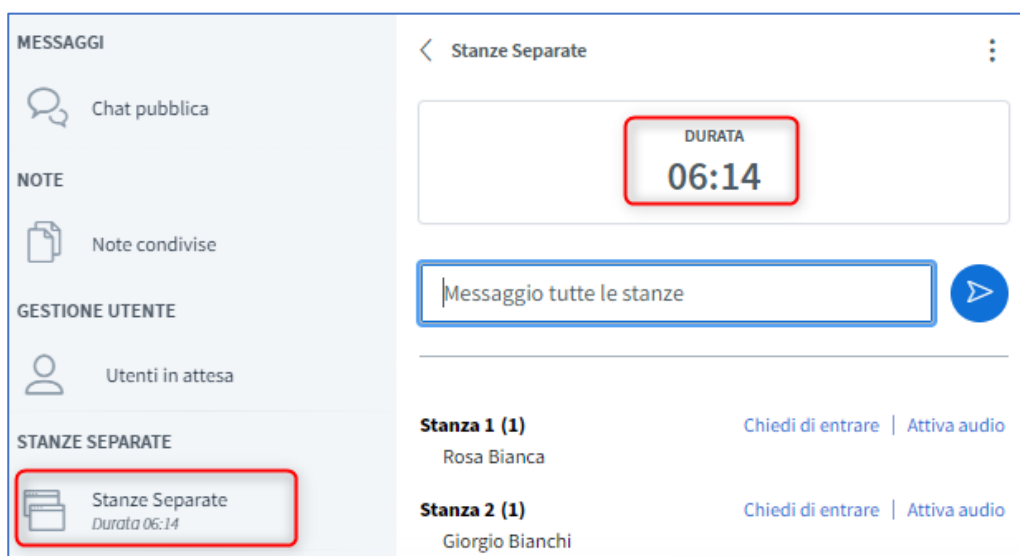 MESSAGGI
Chat pubblica
NOTE
Note condivise
GESTIONE UTENTE
Utenti in attesa
STANZE SEPARATE
Stanze Separate
Durata 06:14
Stanze Separate
DURATA
06:14
Messaggio tutte le stanze
Stanza 1 (1) Chiedi di entrare | Attiva audio
Rosa Bianca
Stanza 2 (1) Chiedi di entrare | Attiva audio
Giorgio Bianchi